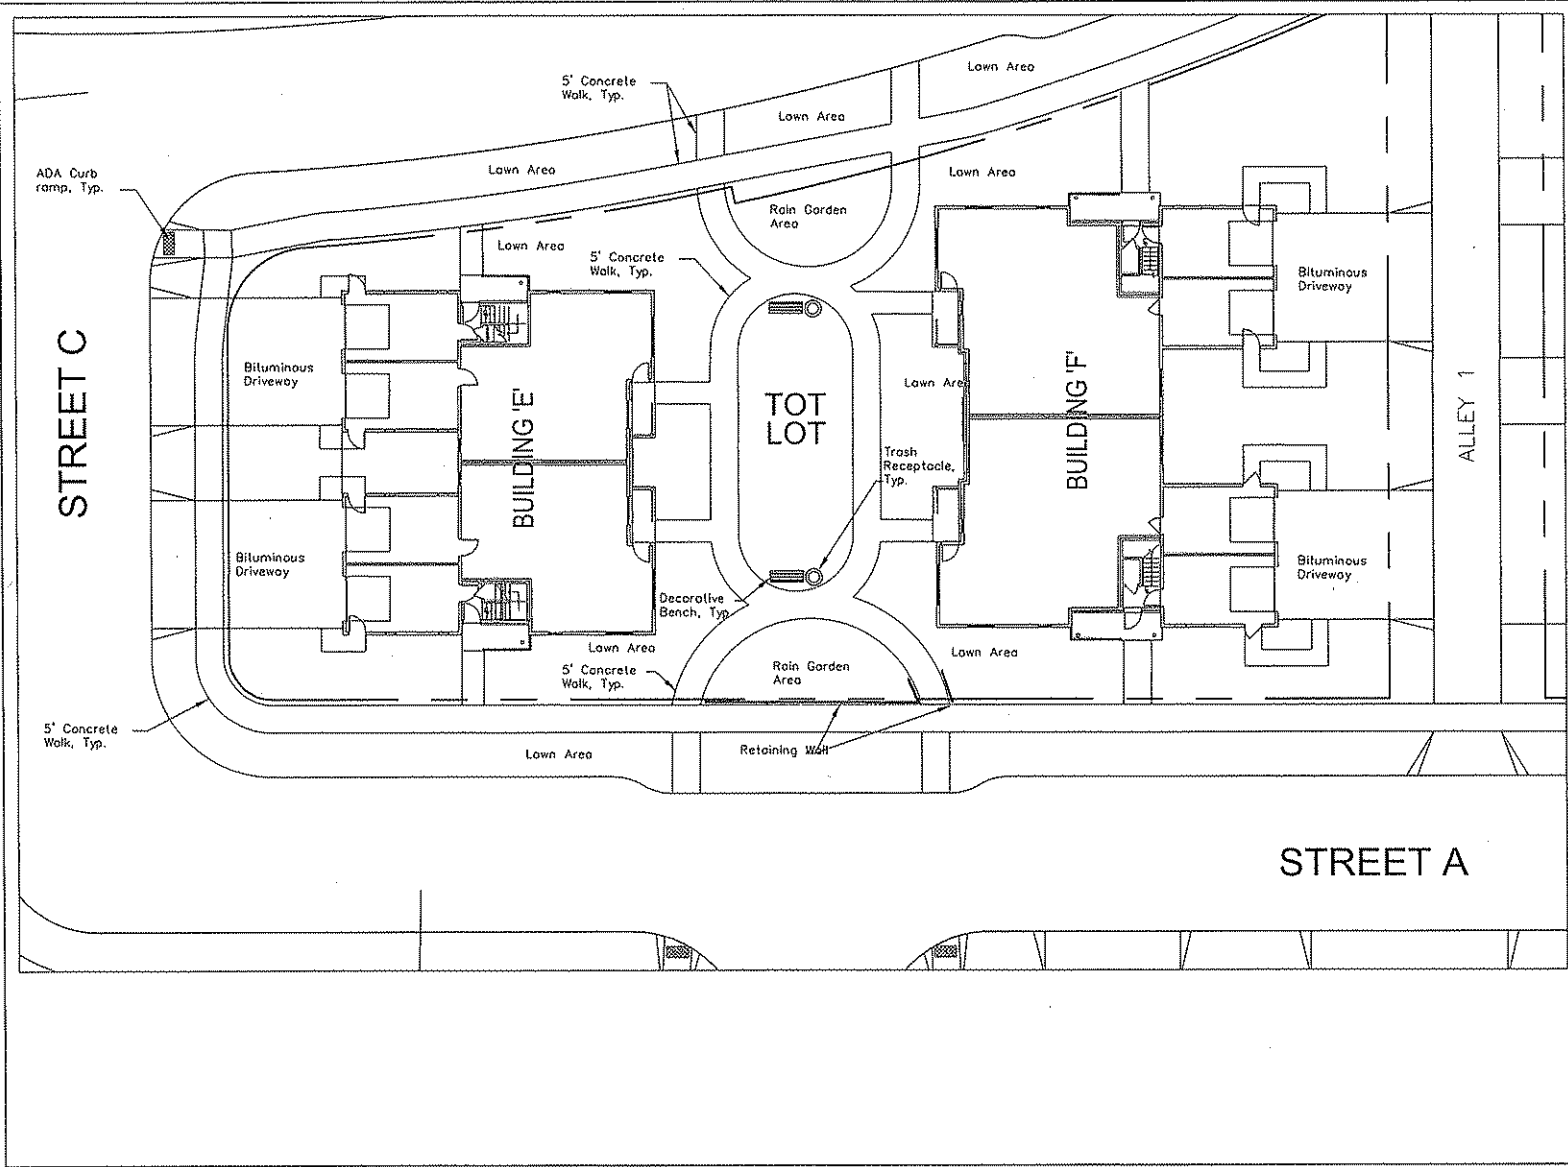 5' Concrete
Walk, Typ.
Lawn Area
Lawn Area
Lawn Area
ADA Curb
ramp, Typ.
Lawn Area
Rain Garden
Area
Lawn Area
5' Concrete
Walk, Typ.
Bituminous
Driveway
STREET C
Bituminous
Driveway
BUILDING 'E'
TOT
LOT
Lawn Area
BUILDING 'F'
ALLEY 1
Trash
Receptacle,
Typ.
Bituminous
Driveway
Bituminous
Driveway
Decorative
Bench, Typ
Lawn Area
Lawn Area
5' Concrete
Walk, Typ.
Rain Garden
Area
5' Concrete
Walk, Typ.
Lawn Area
Retaining Wall
STREET A